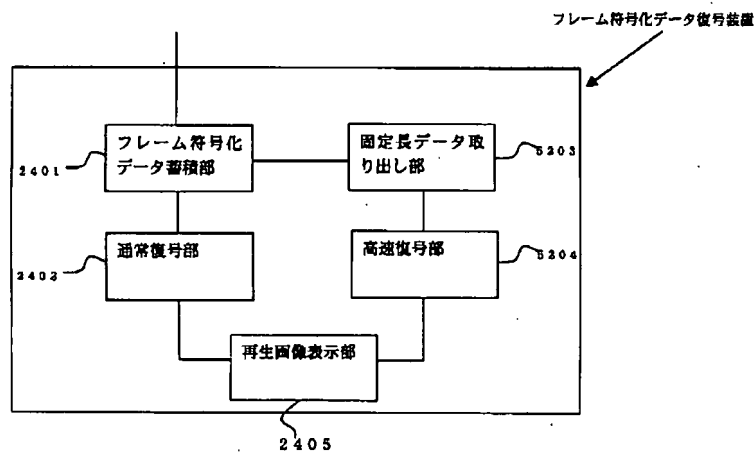 フレーム符号化データ復号装置
フレーム符号化
データ蓄積部
固定長データ取
り出し部
2401
5203
通常復号部
高速復号部
2402
5204
再生画像表示部
2405